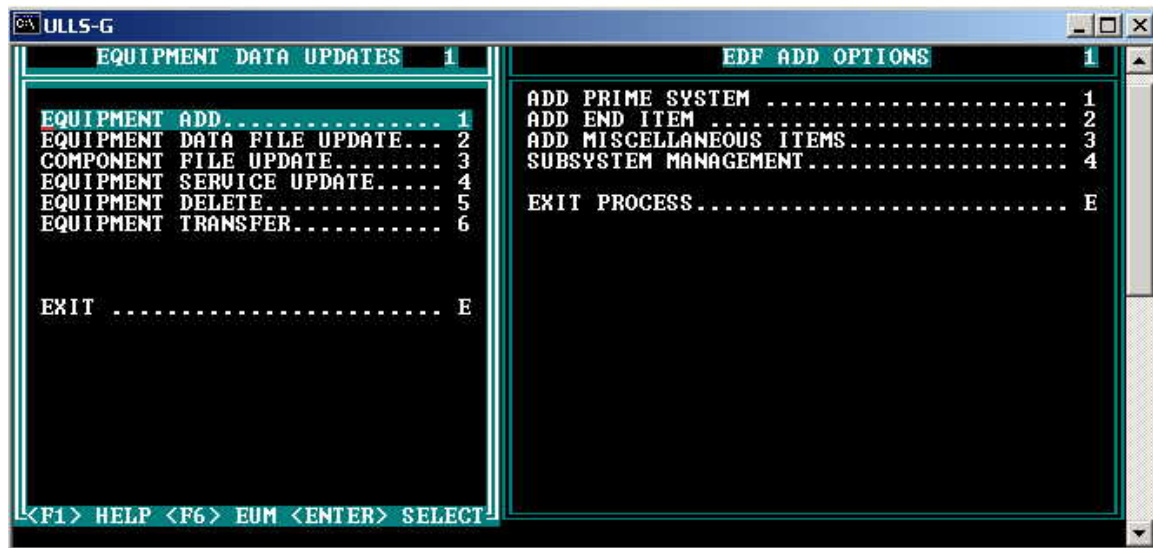 ULLS-G
EQUIPMENT DATA UPDATES 1
EQUIPMENT ADD................ 1
EQUIPMENT DATA FILE UPDATE... 2
COMPONENT FILE UPDATE........ 3
EQUIPMENT SERVICE UPDATE..... 4
EQUIPMENT DELETE............. 5
EQUIPMENT TRANSFER........... 6
EXIT ........................ E
<F1> HELP <F6> EUM <ENTER> SELECT
EDF ADD OPTIONS 1
ADD PRIME SYSTEM ...................... 1
ADD END ITEM .......................... 2
ADD MISCELLANEOUS ITEMS................ 3
SUBSYSTEM MANAGEMENT................... 4
EXIT PROCESS........................... E